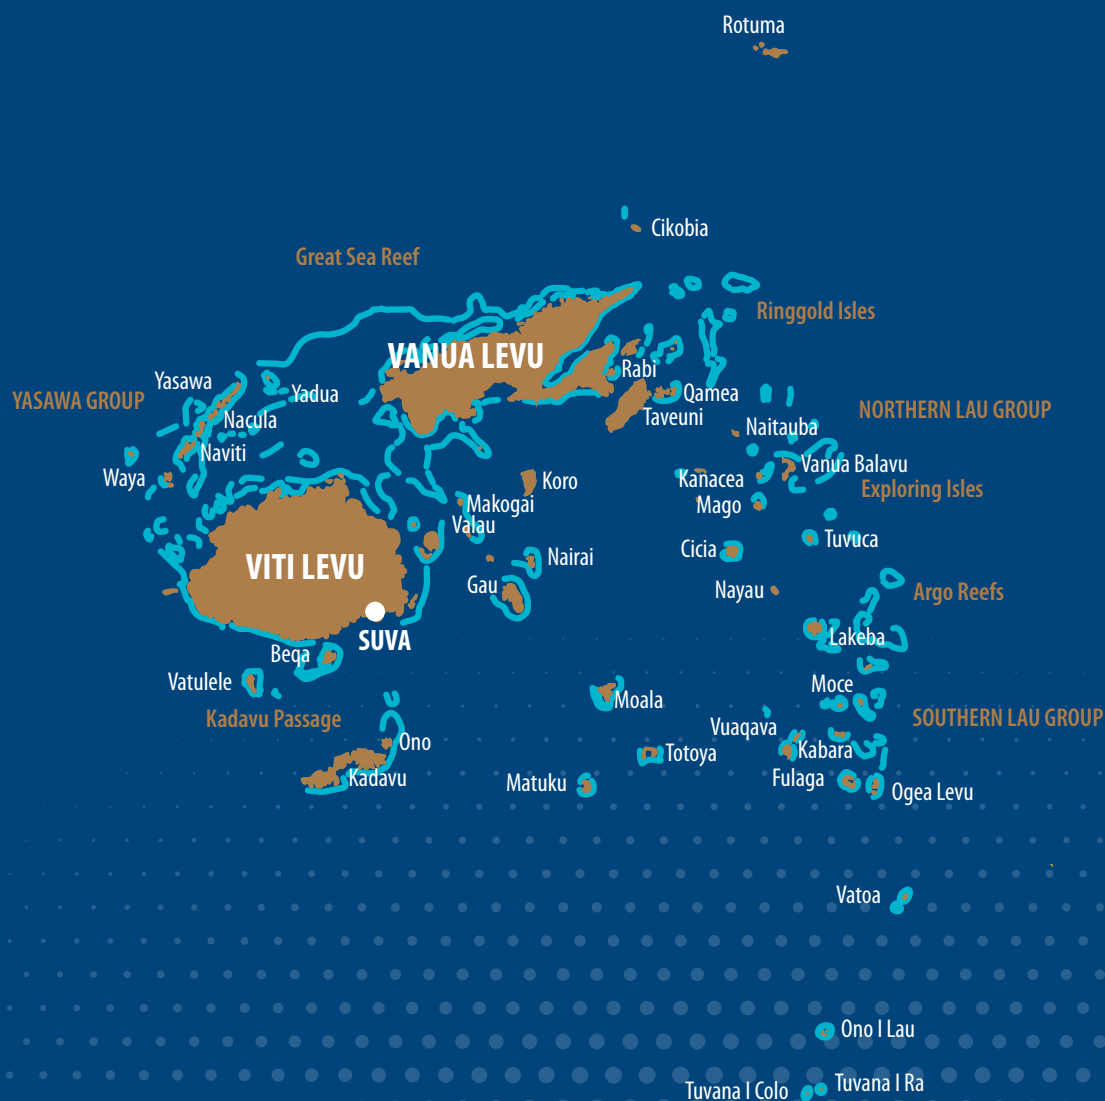 Rotuma
Cikobia
Great Sea Reef
Ringgold Isles
VANUA LEVU
Rabi
Yasawa
Yadua
Qamea
YASAWA GROUP
NORTHERN LAU GROUP
Nacula
Taveuni
Naitauba
Naviti
Vanua Balavu
Waya
Koro
Kanacea
Exploring Isles
Makogai
Mago
Valau
Tuvuca
Cicia
VITI LEVU
Nairai
Gau
Nayau
Argo Reefs
SUVA
Lakeba
Beqa
Vatulele
Moce
Moala
Kadavu Passage
Vuaqava
SOUTHERN LAU GROUP
Ono
Totoya
Kabara
Kadavu
Matuku
Fulaga
Ogea Levu
Vatoa
Ono I Lau
Tuvana I Colo
Tuvana I Ra